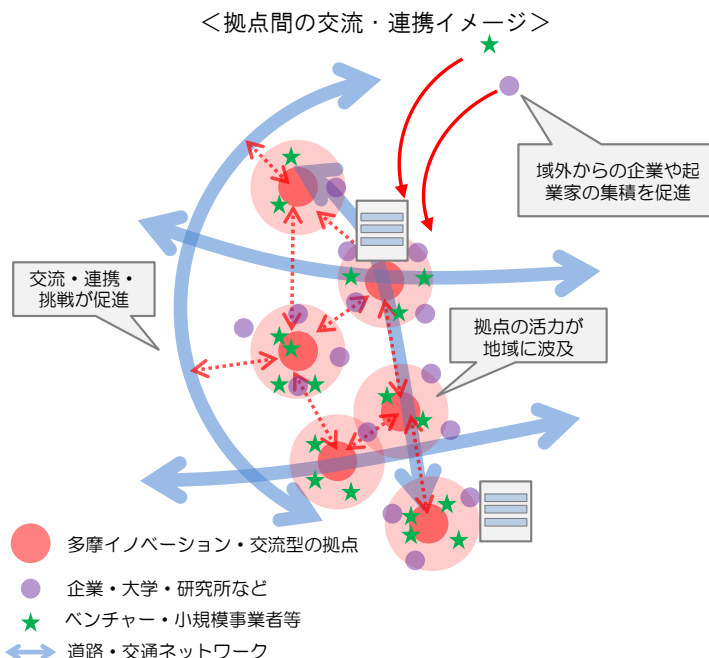 ＜拠点間の交流・連携イメージ＞
域外からの企業や起
業家の集積を促進
交流・連携・
挑戦が促進
拠点の活力が
地域に波及
多摩イノベーション・交流型の拠点
企業・大学・研究所など
ベンチャー・小規模事業者等
道路・交通ネットワーク